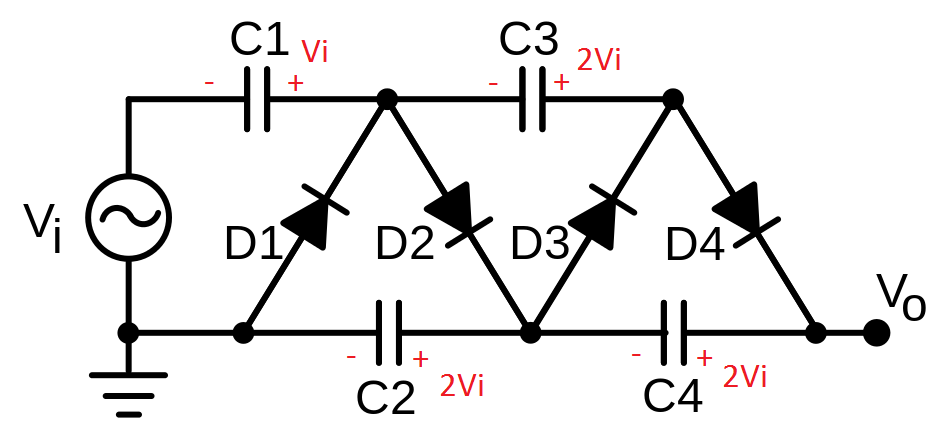 C1 Vi
- +
C3 2Vi
- +
Vi
D1 D2 D3 D4
Vo
- +
C2 2Vi
- +
C4 2Vi